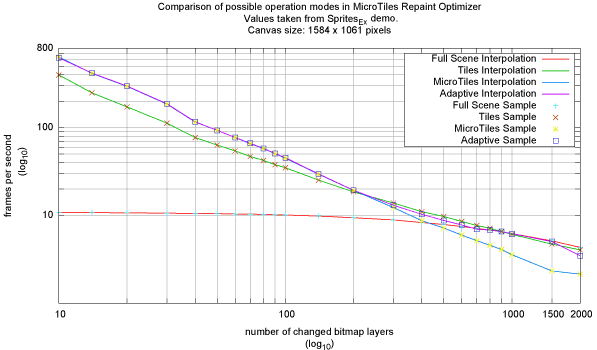 Comparison of possible operation modes in MicroTiles Repaint Optimizer
Values taken from SpritesEx demo.
Canvas size: 1584 x 1061 pixels
Full Scene Interpolation
Tiles Interpolation
MicroTiles Interpolation
Adaptive Interpolation
Full Scene Sample
Tiles Sample
MicroTiles Sample
Adaptive Sample
800
100
10
frames per second
(log10)
10
100
1000
1500
2000
number of changed bitmap layers
(log10)